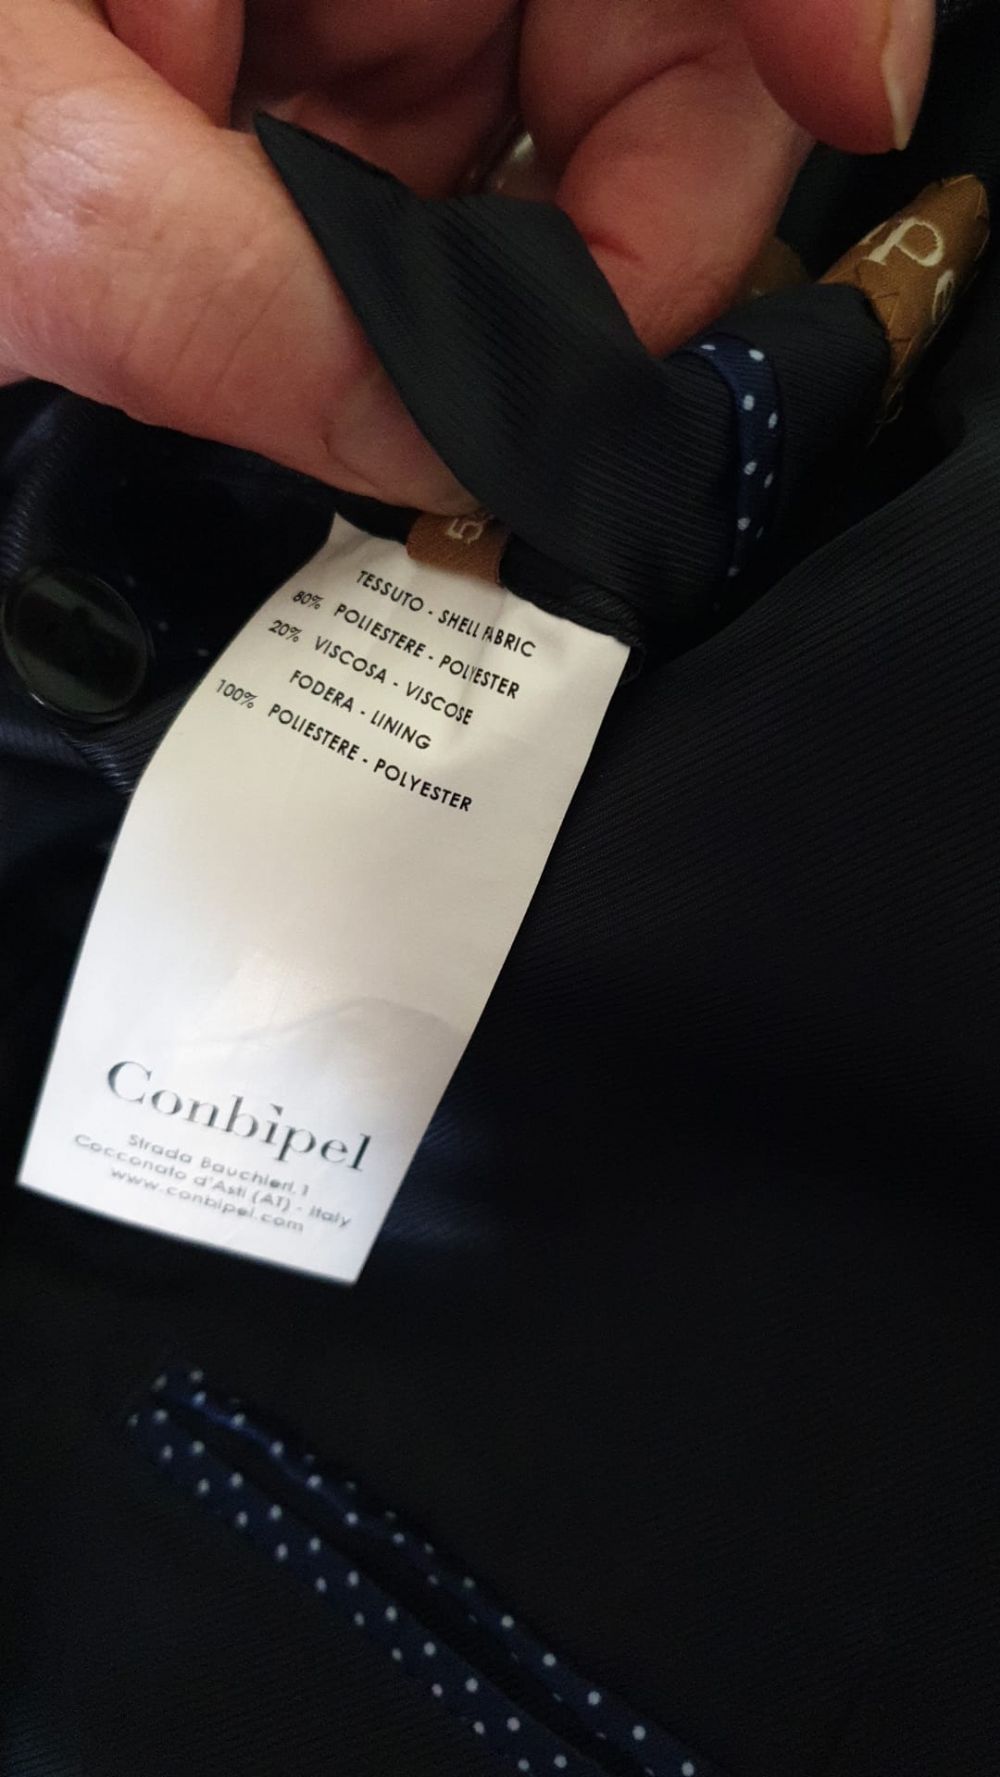 P
5
TESSUTO - SHELL FABRIC
80% POLIESTERE - POLYESTER
20% VISCOSA - VISCOSE
FODERA - LINING
100% POLIESTERE - POLYESTER
Conbipel
Strada Bauchieri, 1
Cocconato d'Asti (AT) - Italy
www.conbipel.com